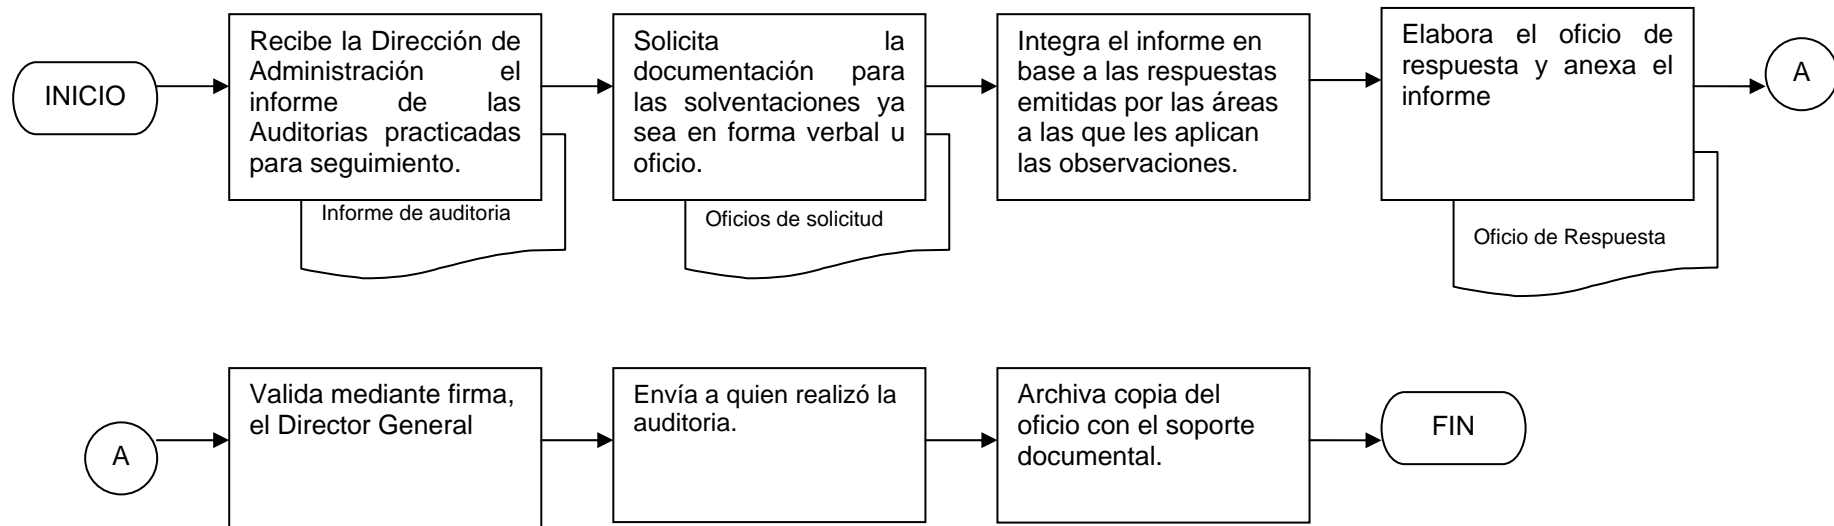 INICIO
Recibe la Dirección de
Administración el
informe de las
Auditorias practicadas
para seguimiento.
Informe de auditoria
Solicita la
documentación para
las solventaciones ya
sea en forma verbal u
oficio.
Oficios de solicitud
Integra el informe en
base a las respuestas
emitidas por las áreas
a las que les aplican
las observaciones.
Elabora el oficio de
respuesta y anexa el
informe
Oficio de Respuesta
A
A
Valida mediante firma,
el Director General
Envía a quien realizó la
auditoria.
Archiva copia del
oficio con el soporte
documental.
FIN